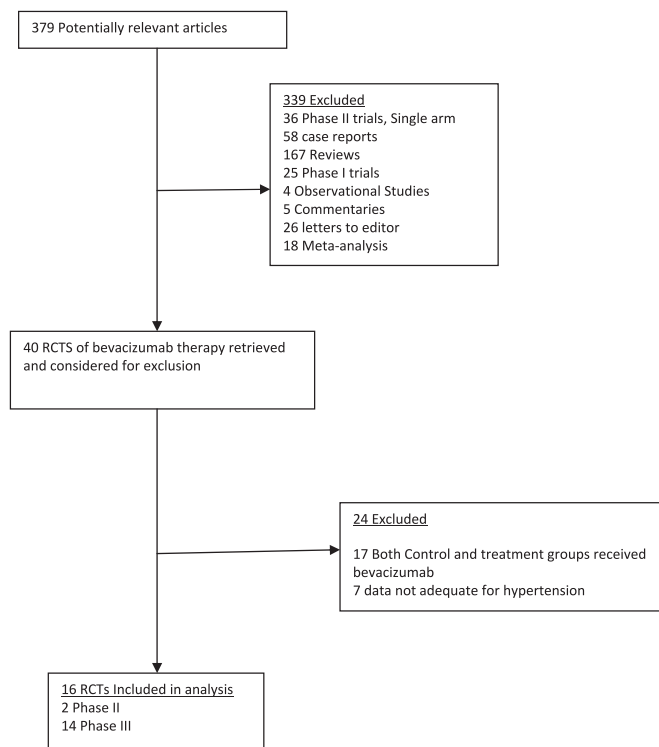 379 Potentially relevant articles
339 Excluded
36 Phase II trials, Single arm
58 case reports
167 Reviews
25 Phase I trials
4 Observational Studies
5 Commentaries
26 letters to editor
18 Meta-analysis
40 RCTS of bevacizumab therapy retrieved
and considered for exclusion
24 Excluded
17 Both Control and treatment groups received
bevacizumab
7 data not adequate for hypertension
16 RCTs Included in analysis
2 Phase II
14 Phase III